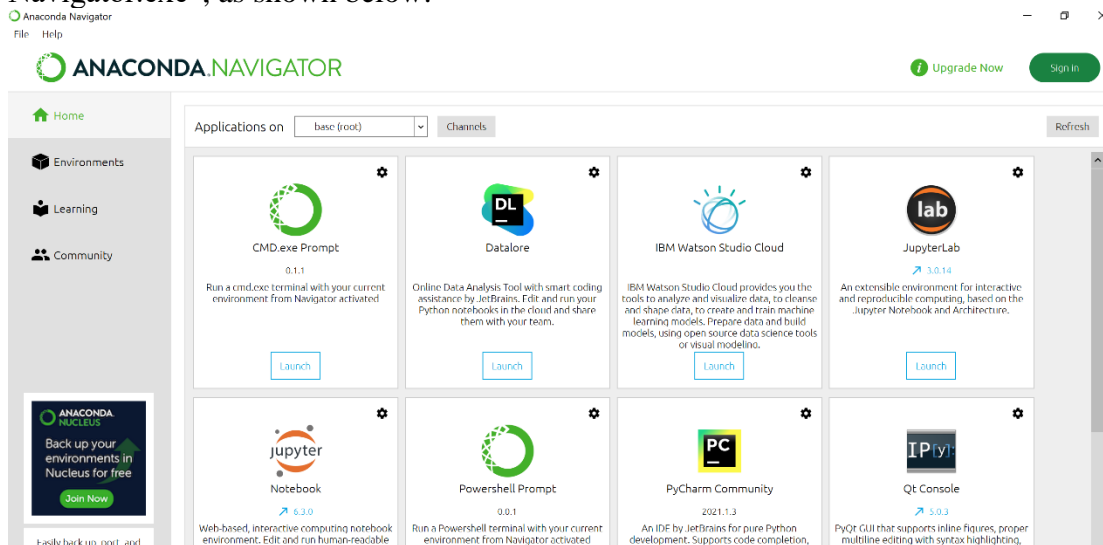 Navigator.exe", as shown below:
Anaconda Navigator
File Help
ANACONDA.NAVIGATOR
i Upgrade Now
Sign in
Home
Environments
Learning
Community
Applications on base (root) Channels
Refresh
CMD.exe Prompt
0.1.1
Run a cmd.exe terminal with your current
environment from Navigator activated
Launch
DL
Datalore
Online Data Analysis Tool with smart coding
assistance by JetBrains. Edit and run your
Python notebooks in the cloud and share
them with your team.
Launch
IBM Watson Studio Cloud
IBM Watson Studio Cloud provides you the
tools to analyze and visualize data, to cleanse
and shape data, to create and train machine
learning models. Prepare data and build
models, using open source data science tools
or visual modeling.
Launch
lab
JupyterLab
3.0.14
An extensible environment for interactive
and reproducible computing, based on the
Jupyter Notebook and Architecture.
Launch
jupyter
Notebook
6.3.0
Web-based, interactive computing notebook
environment. Edit and run human-readable
Powershell Prompt
0.0.1
Run a Powershell terminal with your current
environment from Navigator activated
PC
PyCharm Community
2021.1.3
An IDE by JetBrains for pure Python
development. Supports code completion,
IP[y]:
Qt Console
5.0.3
PyQt GUI that supports inline figures, proper
multiline editing with syntax highlighting,
ANACONDA.
NUCLEUS
Back up your
environments in
Nucleus for free
Join Now
Easily back up, port, and